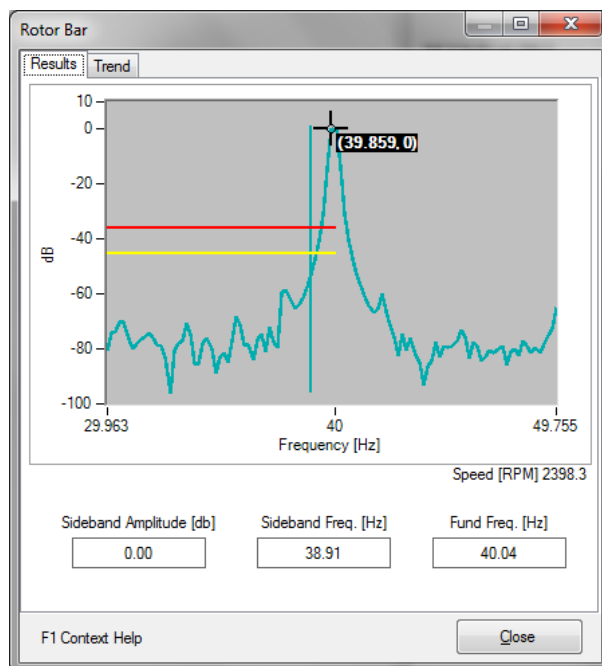 Rotor Bar
Results Trend
10
0
(39.859, 0)
-20
-40
dB
-60
-80
-100
29.963 40 49.755
Frequency [Hz]
Speed [RPM] 2398.3
Sideband Amplitude [db] Sideband Freq. [Hz] Fund Freq. [Hz]
0.00 38.91 40.04
F1 Context Help Close